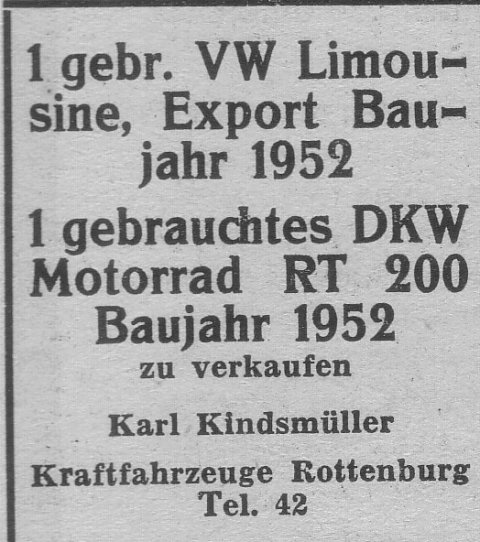 1 gebr. VW Limou-
sine, Export Bau-
jahr 1952
1 gebrauchtes DKW
Motorrad RT 200
Baujahr 1952
zu verkaufen
Karl Kindsmüller
Kraftfahrzeuge Rottenburg
Tel. 42